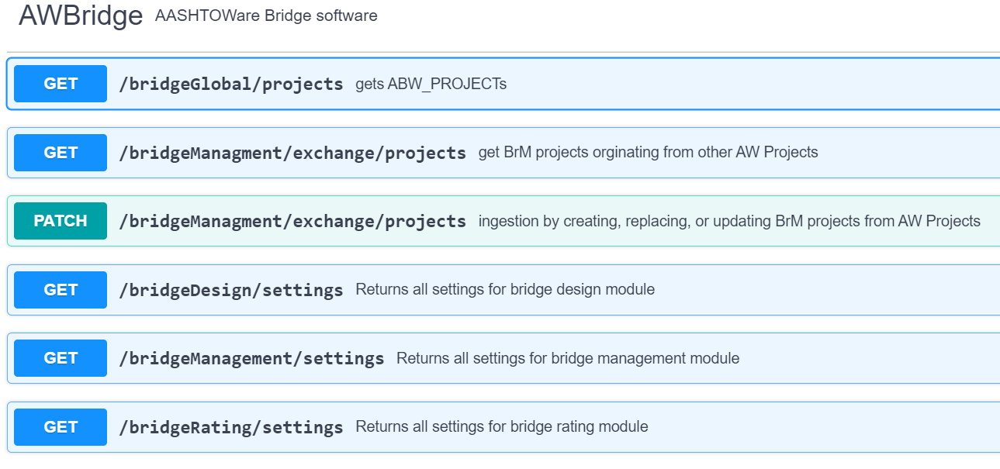 AWBridge AASHTOWare Bridge software
GET /bridgeGlobal/projects gets ABW_PROJECTs
GET /bridgeManagment/exchange/projects get BrM projects orginating from other AW Projects
PATCH /bridgeManagment/exchange/projects ingestion by creating, replacing, or updating BrM projects from AW Projects
GET /bridgeDesign/settings Returns all settings for bridge design module
GET /bridgeManagement/settings Returns all settings for bridge management module
GET /bridgeRating/settings Returns all settings for bridge rating module